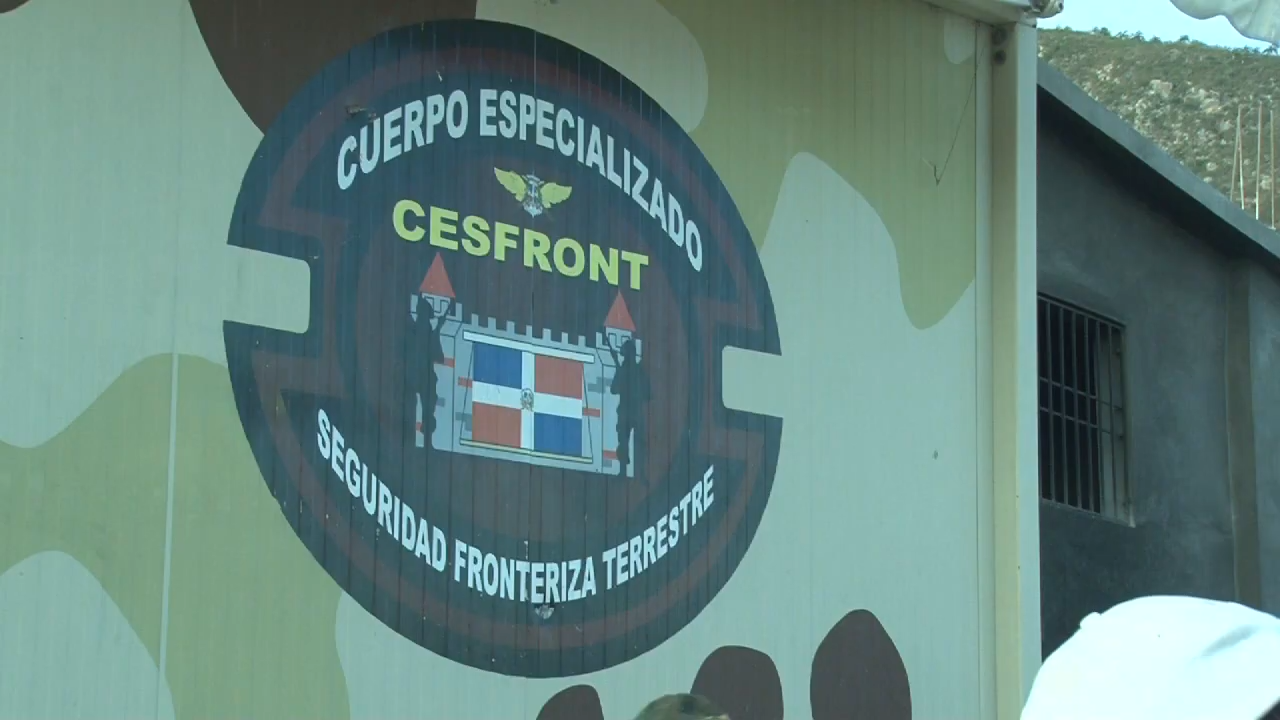 CUERPO ESPECIALIZADO
CESFRONT
SEGURIDAD FRONTERIZA TERRESTRE